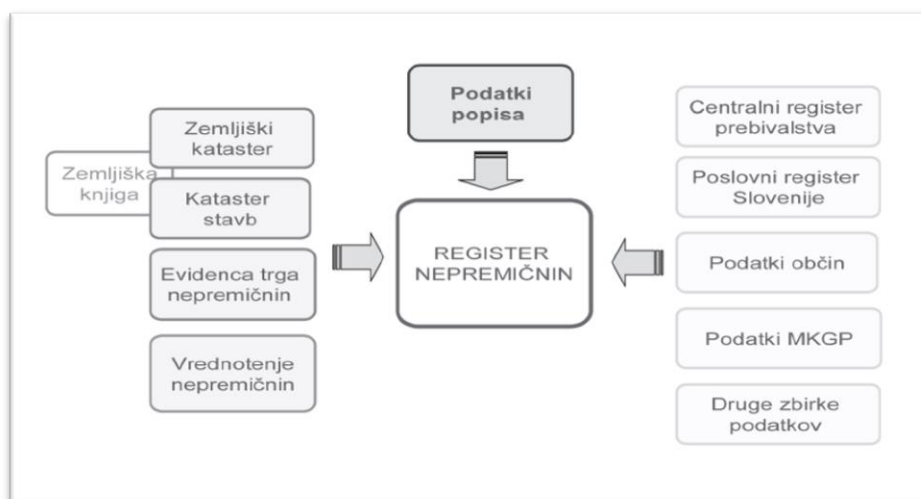 Podatki
popisa
Zemljiški
kataster
Zemljiška
knjiga
Kataster
stavb
Evidenca trga
nepremičnin
Vrednotenje
nepremičnin
REGISTER
NEPREMIČNIN
Centralni register
prebivalstva
Poslovni register
Slovenije
Podatki občin
Podatki MKGP
Druge zbirke
podatkov